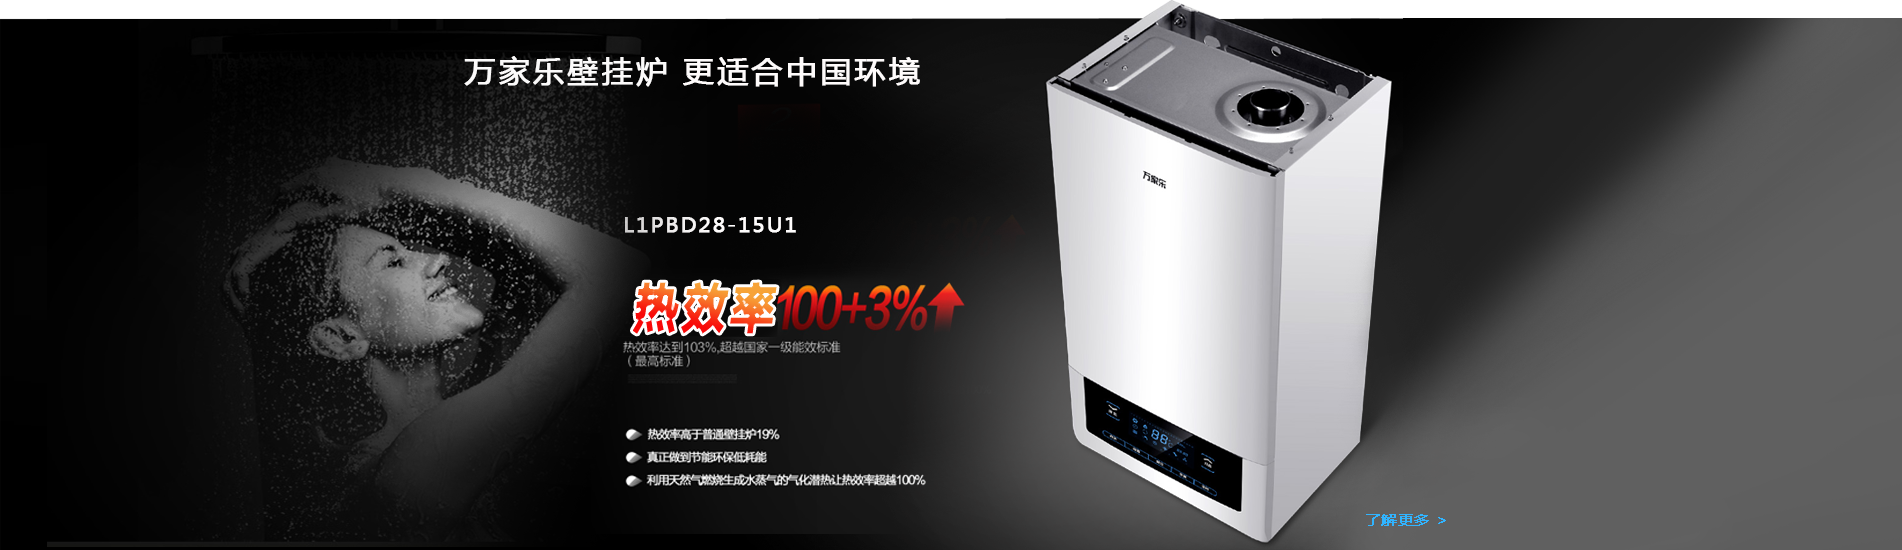 万家乐壁挂炉 更适合中国环境
万家乐
L1PBD28-15U1
热效率100+3%
热效率达到103%,超越国家一级能效标准
（最高标准）
热效率高于普通壁挂炉19%
真正做到节能环保低耗能
利用天然气燃烧生成水蒸气的气化潜热让热效率超越100%
88
了解更多 >